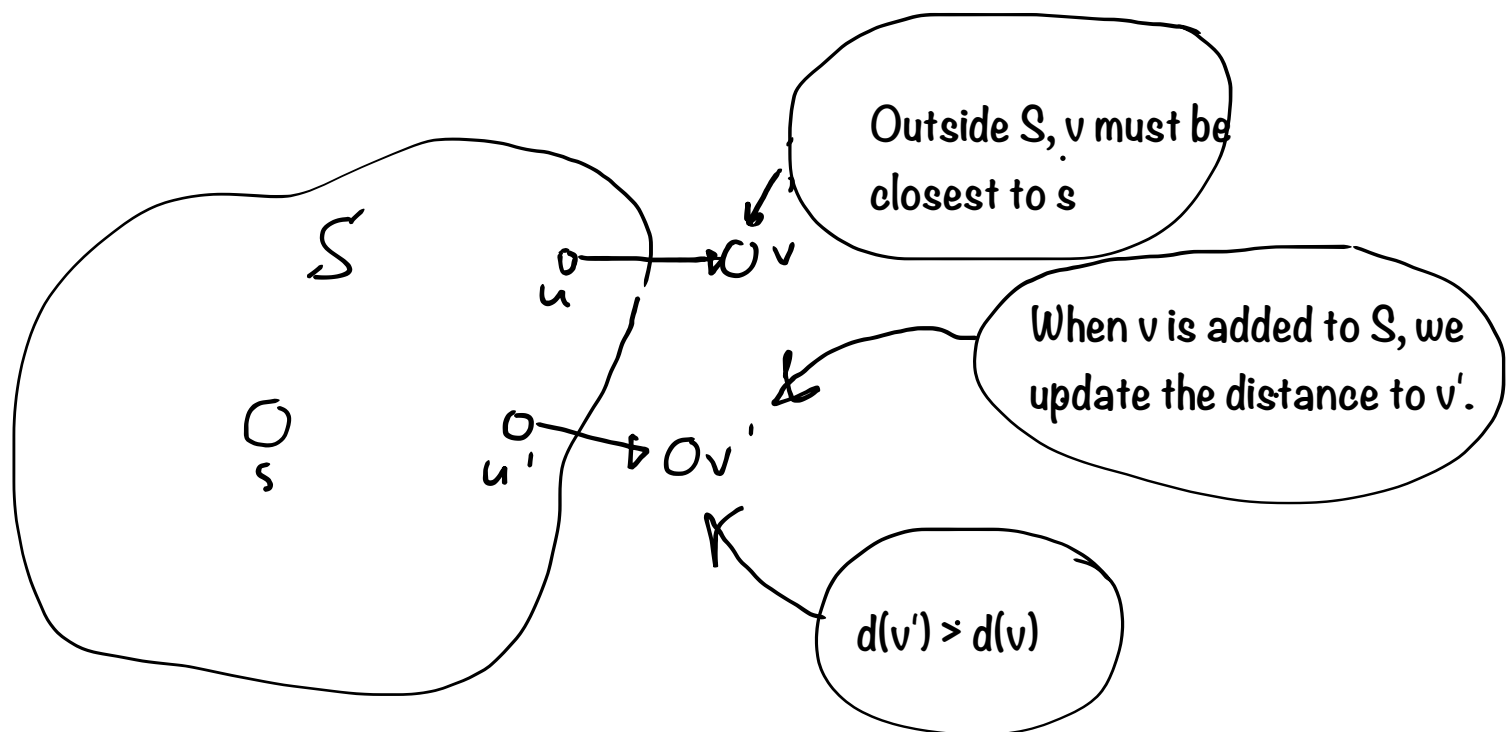 Outside S, v must be
closest to s
S
u
v
When v is added to S, we
update the distance to v'.
s
u'
v'
d(v') > d(v)